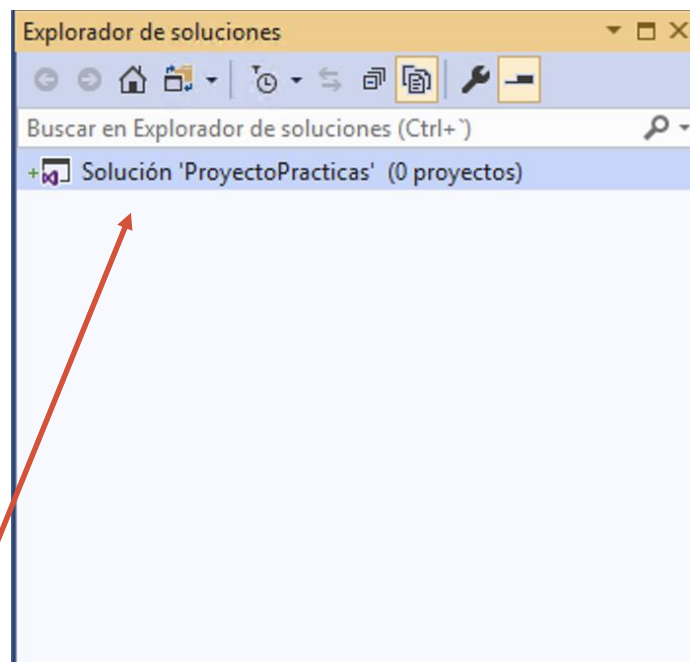 Explorador de soluciones
Buscar en Explorador de soluciones (Ctrl+`)
Solución 'ProyectoPracticas' (0 proyectos)